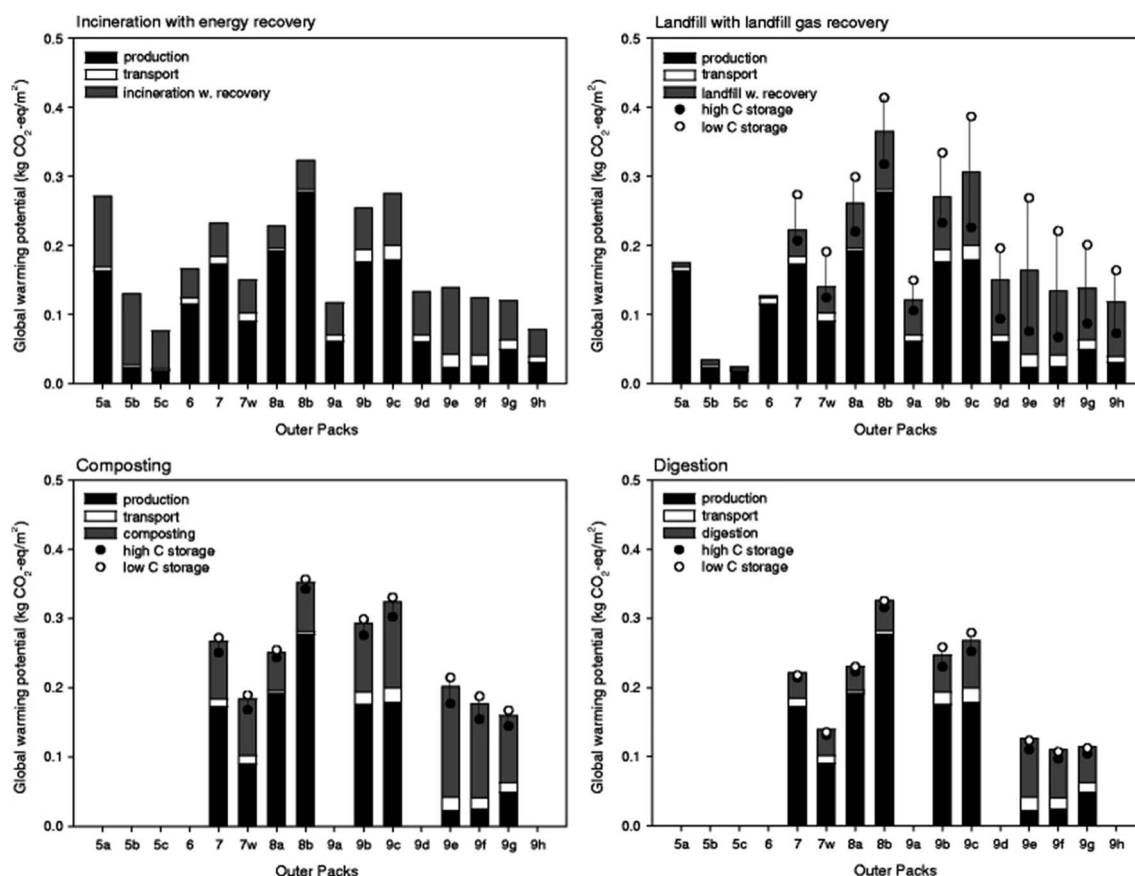 Incineration with energy recovery
Global warming potential (kg CO2-eq/m²)
0.5
0.4
0.3
0.2
0.1
0.0
production
transport
incineration w. recovery
5a 5b 5c 6 7 7w 8a 8b 9a 9b 9c 9d 9e 9f 9g 9h
Outer Packs
Landfill with landfill gas recovery
Global warming potential (kg CO2-eq/m²)
0.5
0.4
0.3
0.2
0.1
0.0
production
transport
landfill w. recovery
high C storage
low C storage
5a 5b 5c 6 7 7w 8a 8b 9a 9b 9c 9d 9e 9f 9g 9h
Outer Packs
Composting
Global warming potential (kg CO2-eq/m²)
0.5
0.4
0.3
0.2
0.1
0.0
production
transport
composting
high C storage
low C storage
5a 5b 5c 6 7 7w 8a 8b 9a 9b 9c 9d 9e 9f 9g 9h
Outer Packs
Digestion
Global warming potential (kg CO2-eq/m²)
0.5
0.4
0.3
0.2
0.1
0.0
production
transport
digestion
high C storage
low C storage
5a 5b 5c 6 7 7w 8a 8b 9a 9b 9c 9d 9e 9f 9g 9h
Outer Packs